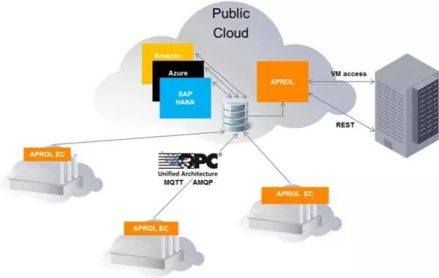 Public
Cloud
Amazon
Azure
SAP
HANA
APROL
VM access
REST
APROL EC
OPC
Unified Architecture
MQTT AMQP
APROL EC
APROL EC